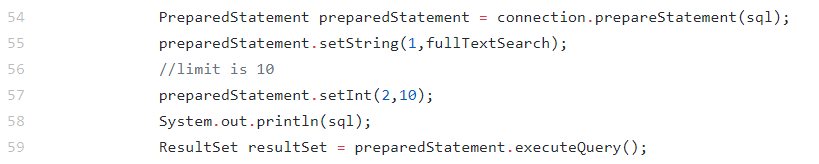 54 PreparedStatement preparedStatement = connection.prepareStatement(sql);
55 preparedStatement.setString(1,fullTextSearch);
56 //limit is 10
57 preparedStatement.setInt(2,10);
58 System.out.println(sql);
59 ResultSet resultSet = preparedStatement.executeQuery();